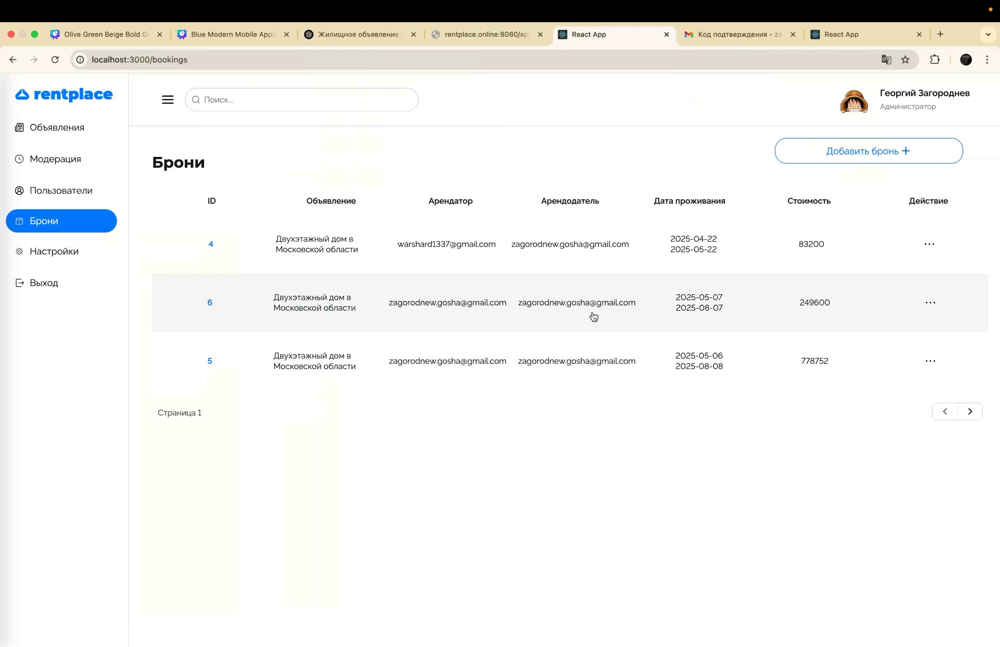 Olive Green Beige Bold Ge
Blue Modern Mobile Appli
Жилищное объявление
rentplace.online:8080/api
React App
Код подтверждения - za
React App
localhost:3000/bookings
rentplace
Поиск...
Георгий Загороднев
Администратор
Объявления
Модерация
Пользователи
Брони
Настройки
Выход
Добавить бронь +
Брони
ID Объявление Арендатор Арендодатель Дата проживания Стоимость Действие
4 Двухэтажный дом в Московской области warshard1337@gmail.com zagorodnew.gosha@gmail.com 2025-04-22 2025-05-22 83200 ...
6 Двухэтажный дом в Московской области zagorodnew.gosha@gmail.com zagorodnew.gosha@gmail.com 2025-05-07 2025-08-07 249600 ...
5 Двухэтажный дом в Московской области zagorodnew.gosha@gmail.com zagorodnew.gosha@gmail.com 2025-05-06 2025-08-08 778752 ...
Страница 1